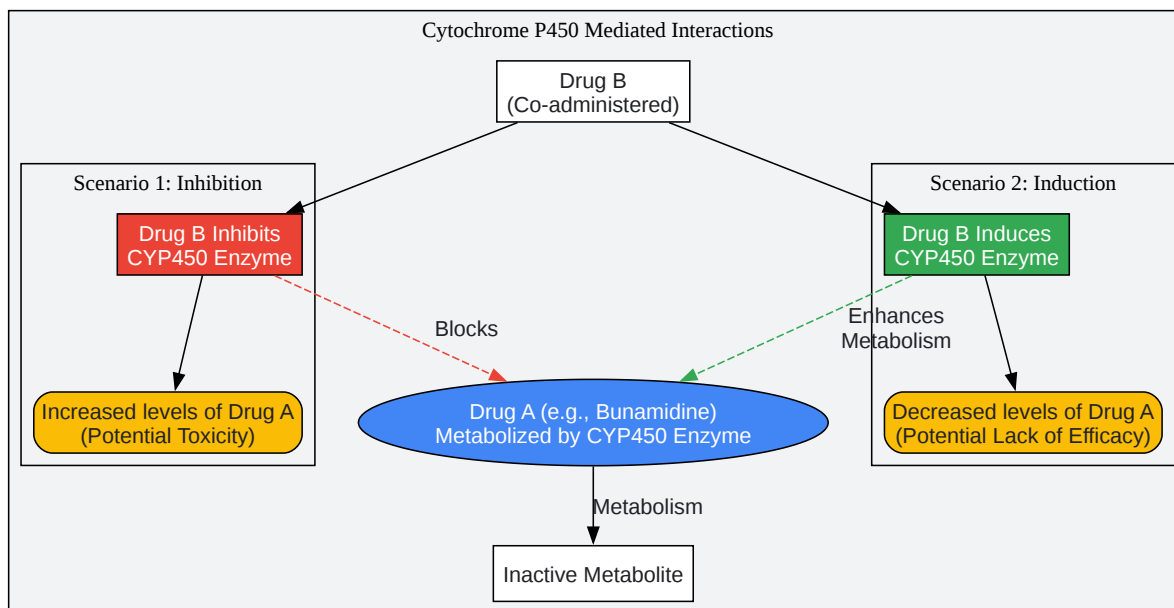 Cytochrome P450 Mediated Interactions
Drug B
(Co-administered)
Scenario 1: Inhibition
Scenario 2: Induction
Drug B Inhibits
CYP450 Enzyme
Drug B Induces
CYP450 Enzyme
Blocks
Enhances
Metabolism
Increased levels of Drug A
(Potential Toxicity)
Drug A (e.g., Bunamidine)
Metabolized by CYP450 Enzyme
Decreased levels of Drug A
(Potential Lack of Efficacy)
Metabolism
Inactive Metabolite